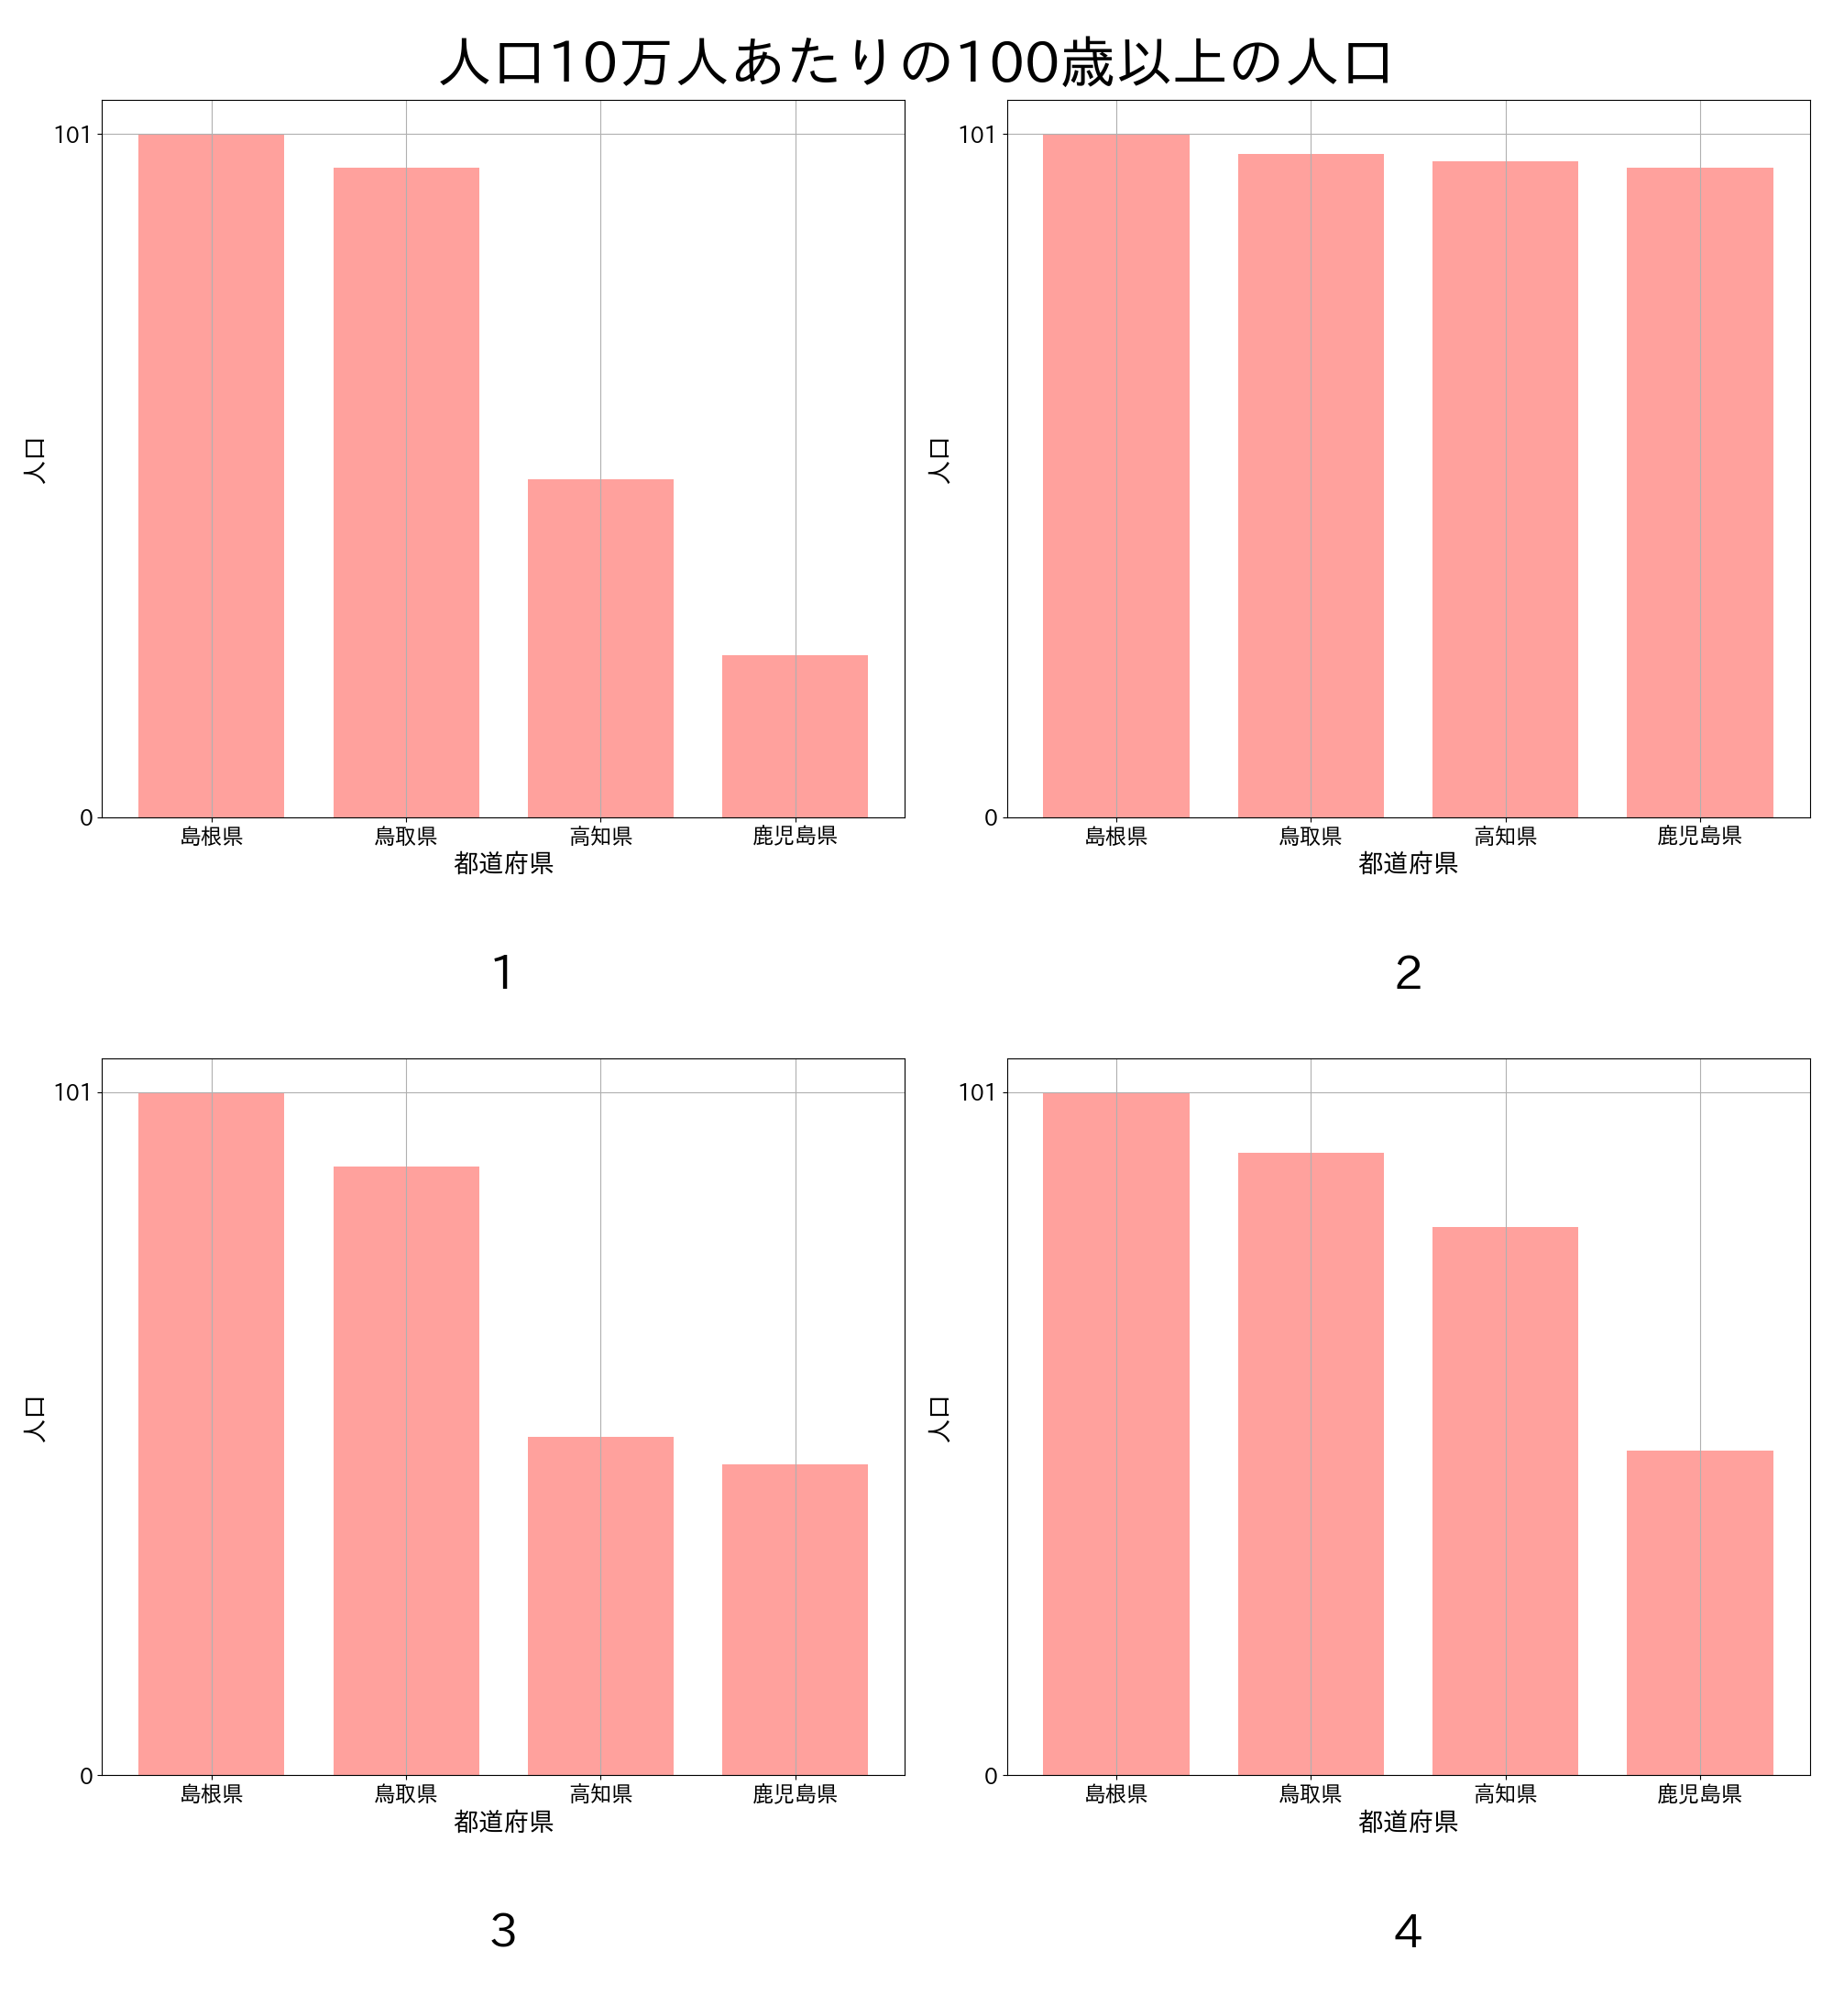 人口10万人あたりの100歳以上の人口
101
0
人口
島根県 鳥取県 高知県 鹿児島県
都道府県
1
101
0
人口
島根県 鳥取県 高知県 鹿児島県
都道府県
2
101
0
人口
島根県 鳥取県 高知県 鹿児島県
都道府県
3
101
0
人口
島根県 鳥取県 高知県 鹿児島県
都道府県
4